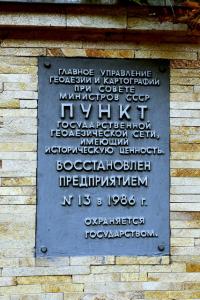 ГЛАВНОЕ УПРАВЛЕНИЕ
ГЕОДЕЗИИ И КАРТОГРАФИИ
ПРИ СОВЕТЕ
МИНИСТРОВ СССР
ПУНКТ
ГОСУДАРСТВЕННОЙ
ГЕОДЕЗИЧЕСКОЙ СЕТИ,
ИМЕЮЩИЙ
ИСТОРИЧЕСКУЮ ЦЕННОСТЬ.
ВОССТАНОВЛЕН
ПРЕДПРИЯТИЕМ
№ 13 в 1986 г.
ОХРАНЯЕТСЯ
ГОСУДАРСТВОМ.